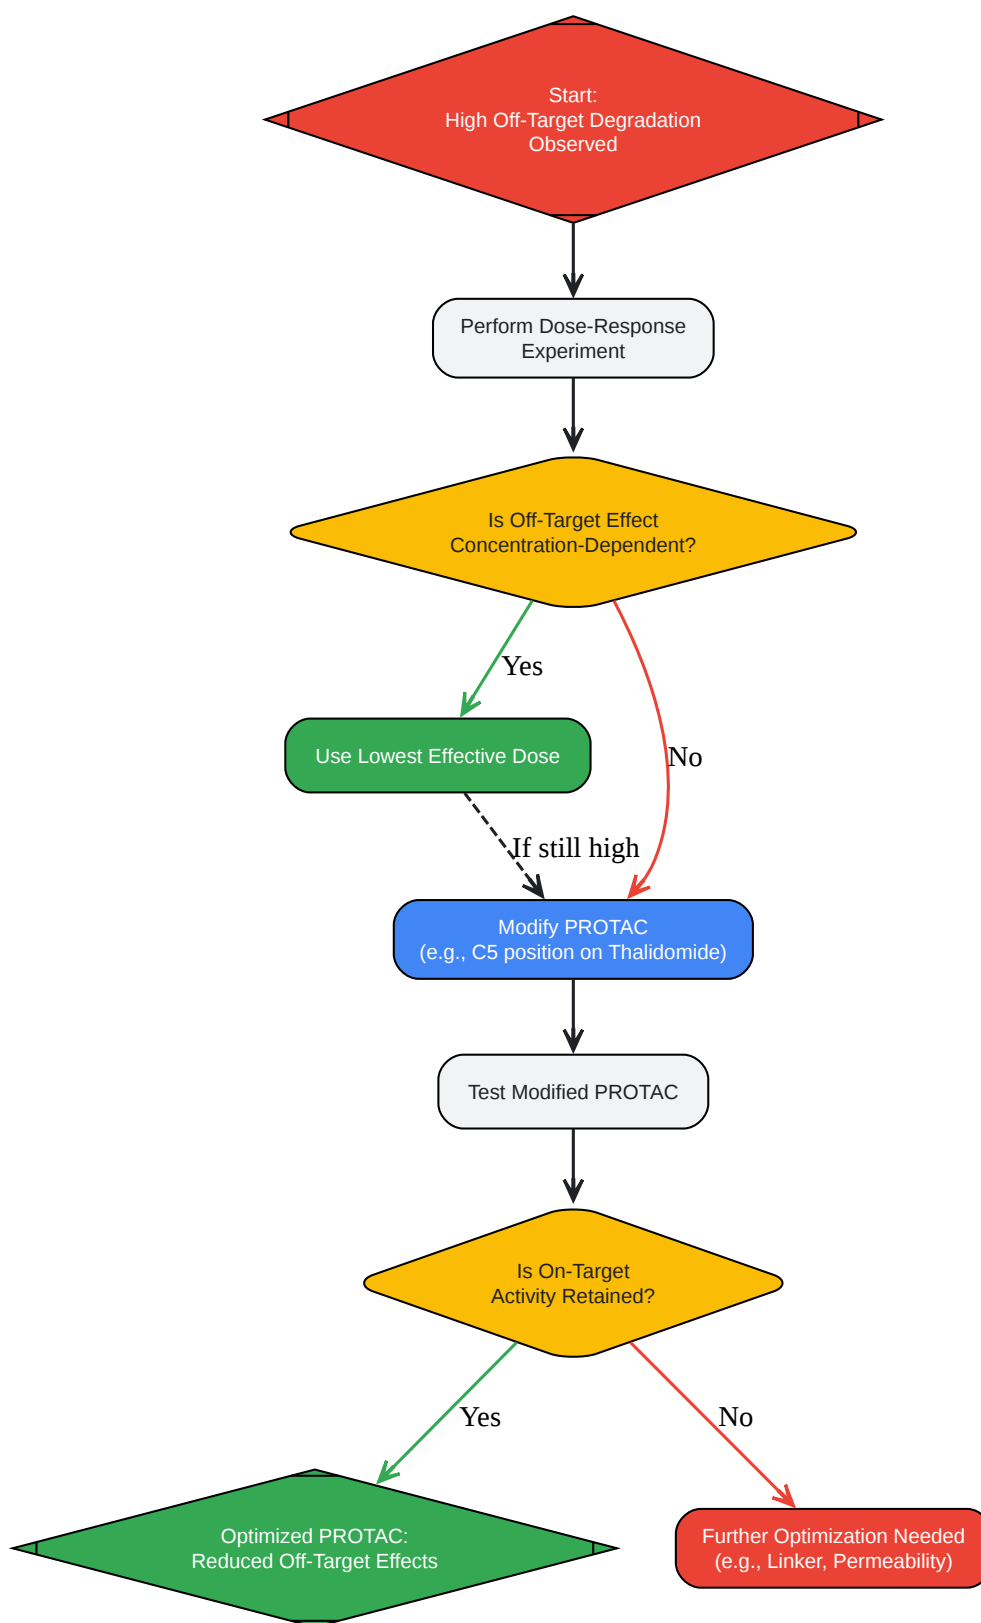 Start:
High Off-Target Degradation
Observed
Perform Dose-Response
Experiment
Is Off-Target Effect
Concentration-Dependent?
Yes
Use Lowest Effective Dose
No
If still high
Modify PROTAC
(e.g., C5 position on Thalidomide)
Test Modified PROTAC
Is On-Target
Activity Retained?
Yes
No
Optimized PROTAC:
Reduced Off-Target Effects
Further Optimization Needed
(e.g., Linker, Permeability)